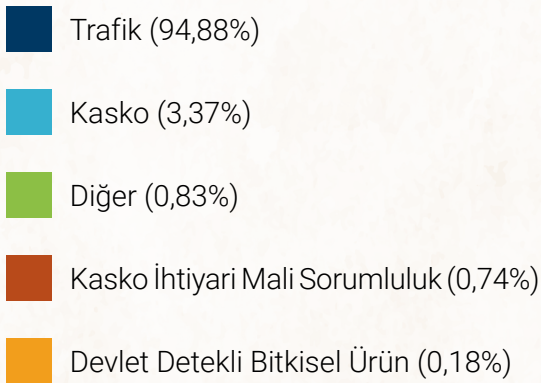 Trafik (94,88%)
Kasko (3,37%)
Diğer (0,83%)
Kasko İhtiyari Mali Sorumluluk (0,74%)
Devlet Detekli Bitkisel Ürün (0,18%)